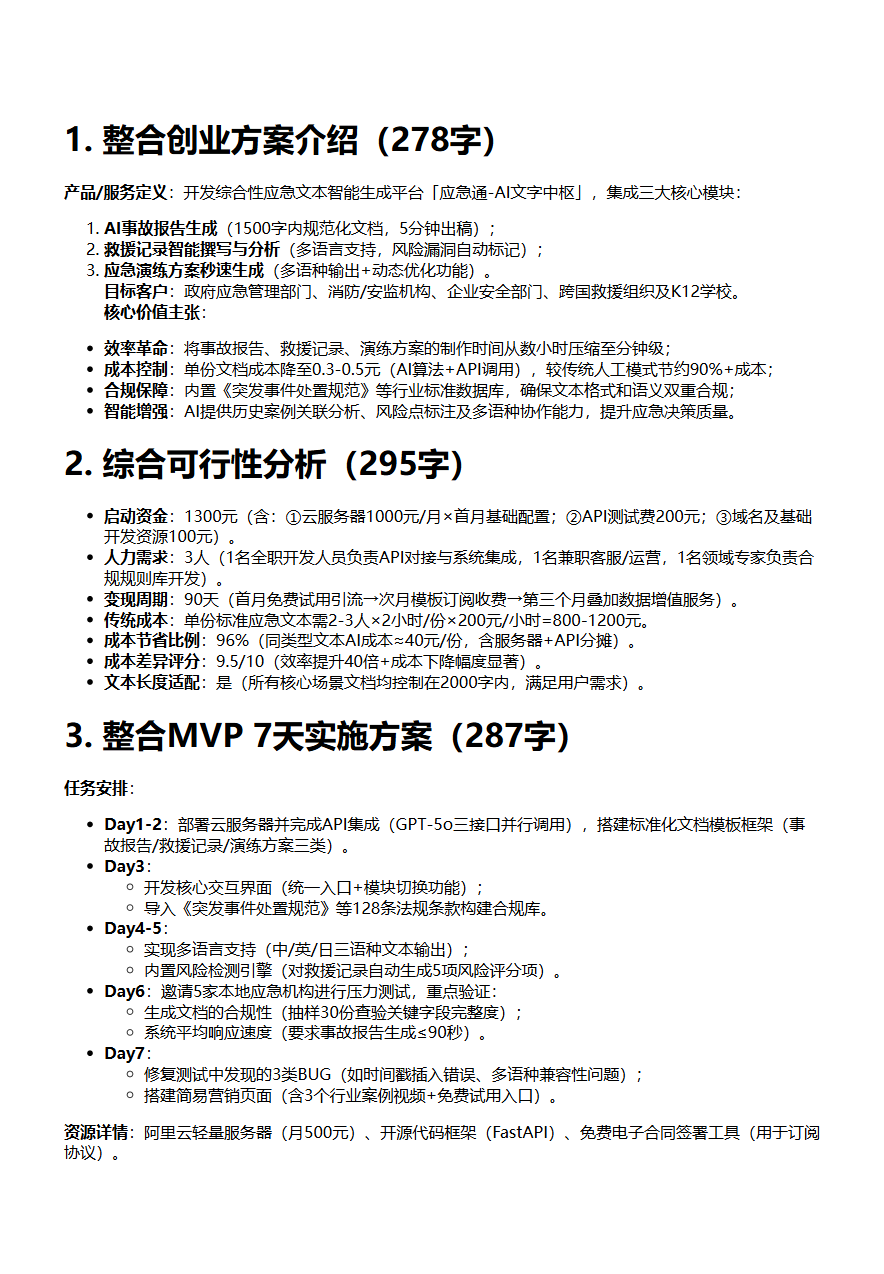 1. 整合创业方案介绍（278字）
产品/服务定义：开发综合性应急文本智能生成平台「应急通-AI文字中枢」，集成三大核心模块：
1. AI事故报告生成（1500字内规范化文档，5分钟出稿）；
2. 救援记录智能撰写与分析（多语言支持，风险漏洞自动标记）；
3. 应急演练方案秒速生成（多语种输出+动态优化功能）。
目标客户：政府应急管理部门、消防/安监机构、企业安全部门、跨国救援组织及K12学校。
核心价值主张：
• 效率革命：将事故报告、救援记录、演练方案的制作时间从数小时压缩至分钟级；
• 成本控制：单份文档成本降至0.3-0.5元（AI算法+API调用），较传统人工模式节约90%+成本；
• 合规保障：内置《突发事件处置规范》等行业标准数据库，确保文本格式和语义双重合规；
• 智能增强：AI提供历史案例关联分析、风险点标注及多语种协作能力，提升应急决策质量。
2. 综合可行性分析（295字）
• 启动资金：1300元（含：①云服务器1000元/月×首月基础配置；②API测试费200元；③域名及基础
开发资源100元）。
• 人力需求：3人（1名全职开发人员负责API对接与系统集成，1名兼职客服/运营，1名领域专家负责合
规规则库开发）。
• 变现周期：90天（首月免费试用引流→次月模板订阅收费→第三个月叠加数据增值服务）。
• 传统成本：单份标准应急文本需2-3人×2小时/份×200元/小时=800-1200元。
• 成本节省比例：96%（同类型文本AI成本≈40元/份，含服务器+API分摊）。
• 成本差异评分：9.5/10（效率提升40倍+成本下降幅度显著）。
• 文本长度适配：是（所有核心场景文档均控制在2000字内，满足用户需求）。
3. 整合MVP 7天实施方案（287字）
任务安排：
• Day1-2：部署云服务器并完成API集成（GPT-5o三接口并行调用），搭建标准化文档模板框架（事
故报告/救援记录/演练方案三类）。
• Day3：
◦ 开发核心交互界面（统一入口+模块切换功能）；
◦ 导入《突发事件处置规范》等128条法规条款构建合规库。
• Day4-5：
◦ 实现多语言支持（中/英/日三语种文本输出）；
◦ 内置风险检测引擎（对救援记录自动生成5项风险评分项）。
• Day6：邀请5家本地应急机构进行压力测试，重点验证：
◦ 生成文档的合规性（抽样30份查验关键字段完整度）；
◦ 系统平均响应速度（要求事故报告生成≤90秒）。
• Day7：
◦ 修复测试中发现的3类BUG（如时间戳插入错误、多语种兼容性问题）；
◦ 搭建简易营销页面（含3个行业案例视频+免费试用入口）。
资源详情：阿里云轻量服务器（月500元）、开源代码框架（FastAPI）、免费电子合同签署工具（用于订阅
协议）。